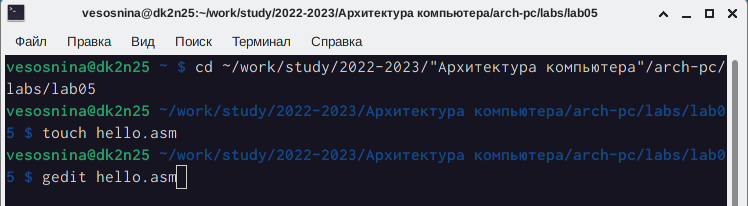 vesosnina@dk2n25:~/work/study/2022-2023/Архитектура компьютера/arch-pc/labs/lab05
Файл Правка Вид Поиск Терминал Справка
vesosnina@dk2n25 ~ $ cd ~/work/study/2022-2023/"Архитектура компьютера"/arch-pc/
labs/lab05
vesosnina@dk2n25 ~/work/study/2022-2023/Архитектура компьютера/arch-pc/labs/lab0
5 $ touch hello.asm
vesosnina@dk2n25 ~/work/study/2022-2023/Архитектура компьютера/arch-pc/labs/lab0
5 $ gedit hello.asm